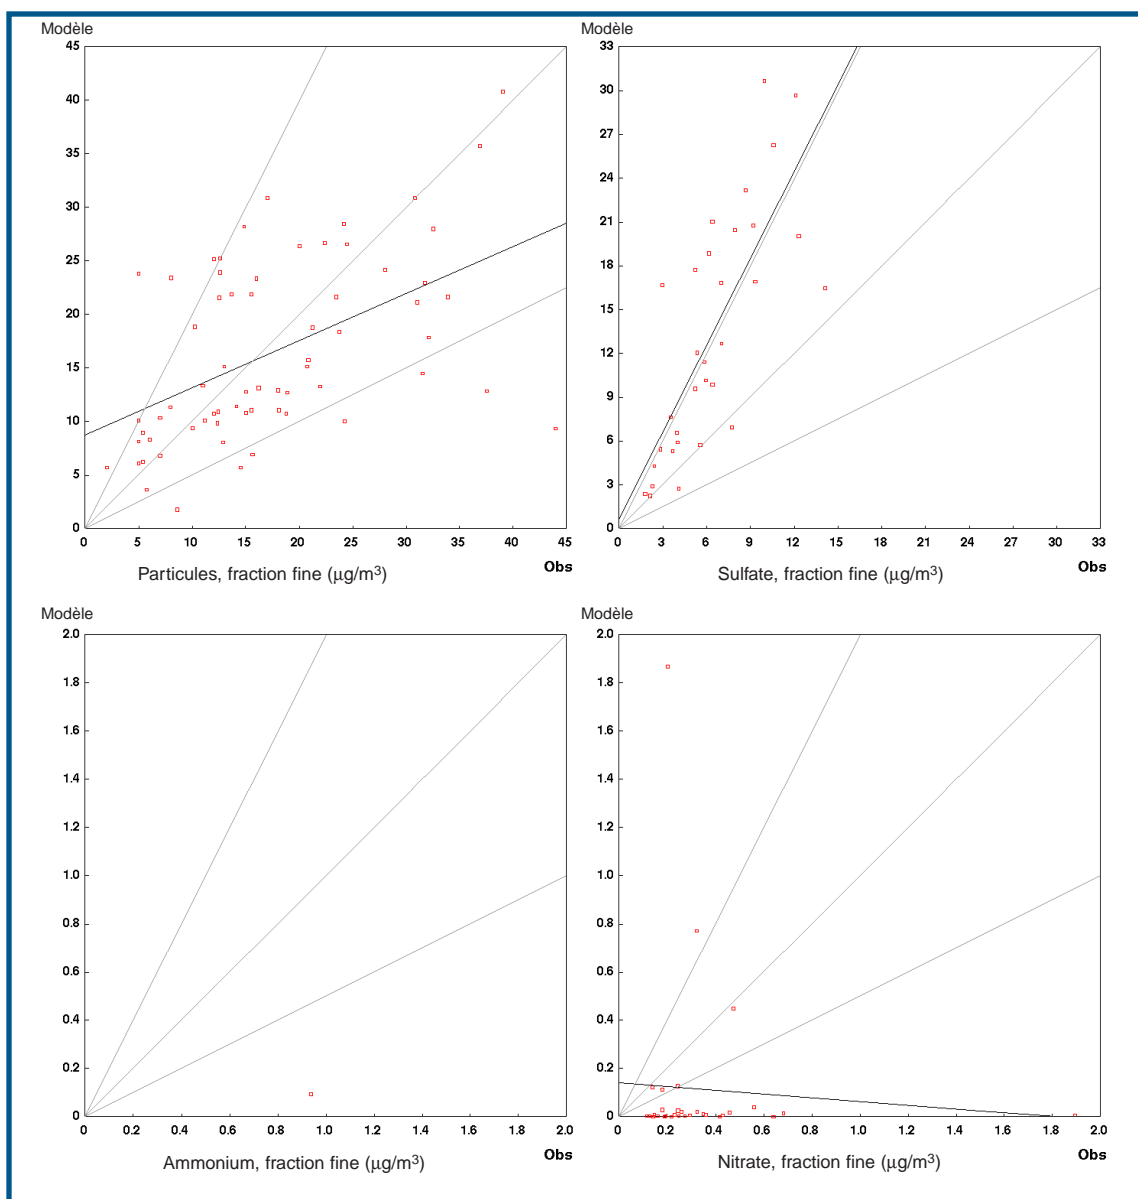 Modèle
45
40
35
30
25
20
15
10
5
0
0 5 10 15 20 25 30 35 40 45
Obs
Particules, fraction fine (μg/m³)
Modèle
33
30
27
24
21
18
15
12
9
6
3
0
0 3 6 9 12 15 18 21 24 27 30 33
Obs
Sulfate, fraction fine (μg/m³)
Modèle
2.0
1.8
1.6
1.4
1.2
1.0
0.8
0.6
0.4
0.2
0
0 0.2 0.4 0.6 0.8 1.0 1.2 1.4 1.6 1.8 2.0
Obs
Ammonium, fraction fine (μg/m³)
Modèle
2.0
1.8
1.6
1.4
1.2
1.0
0.8
0.6
0.4
0.2
0
0 0.2 0.4 0.6 0.8 1.0 1.2 1.4 1.6 1.8 2.0
Obs
Nitrate, fraction fine (μg/m³)